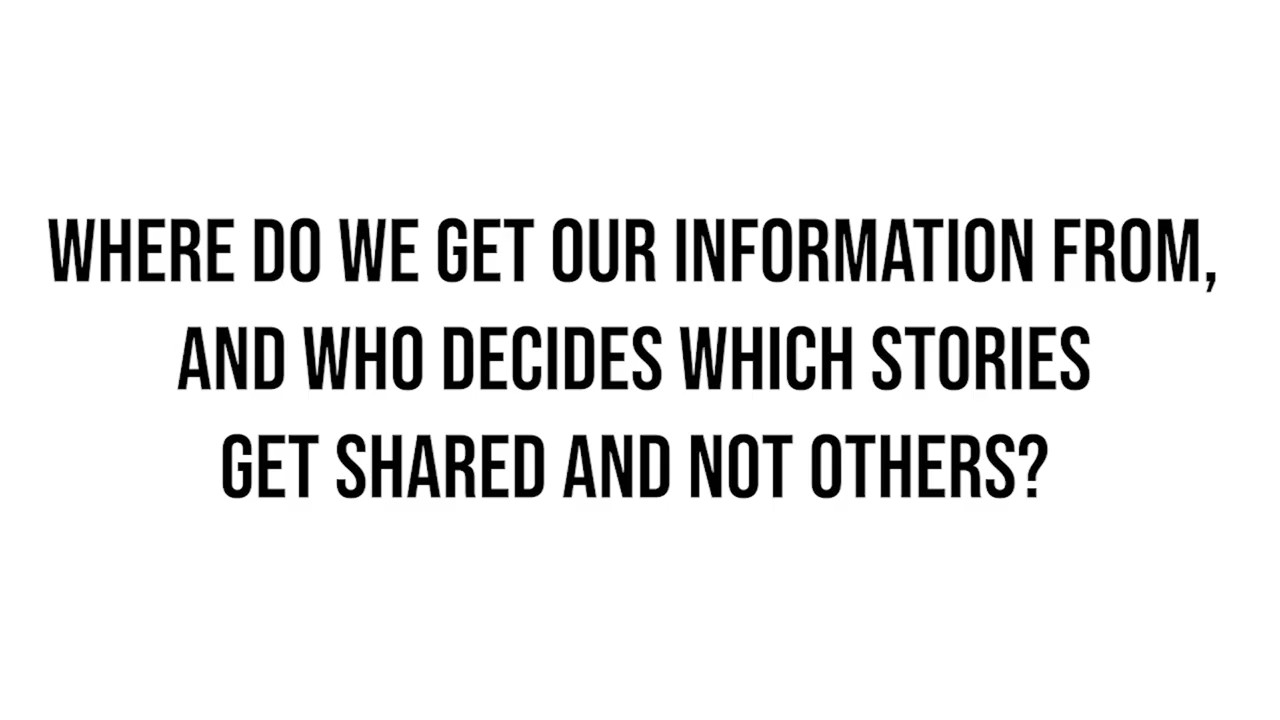 WHERE DO WE GET OUR INFORMATION FROM,
AND WHO DECIDES WHICH STORIES
GET SHARED AND NOT OTHERS?